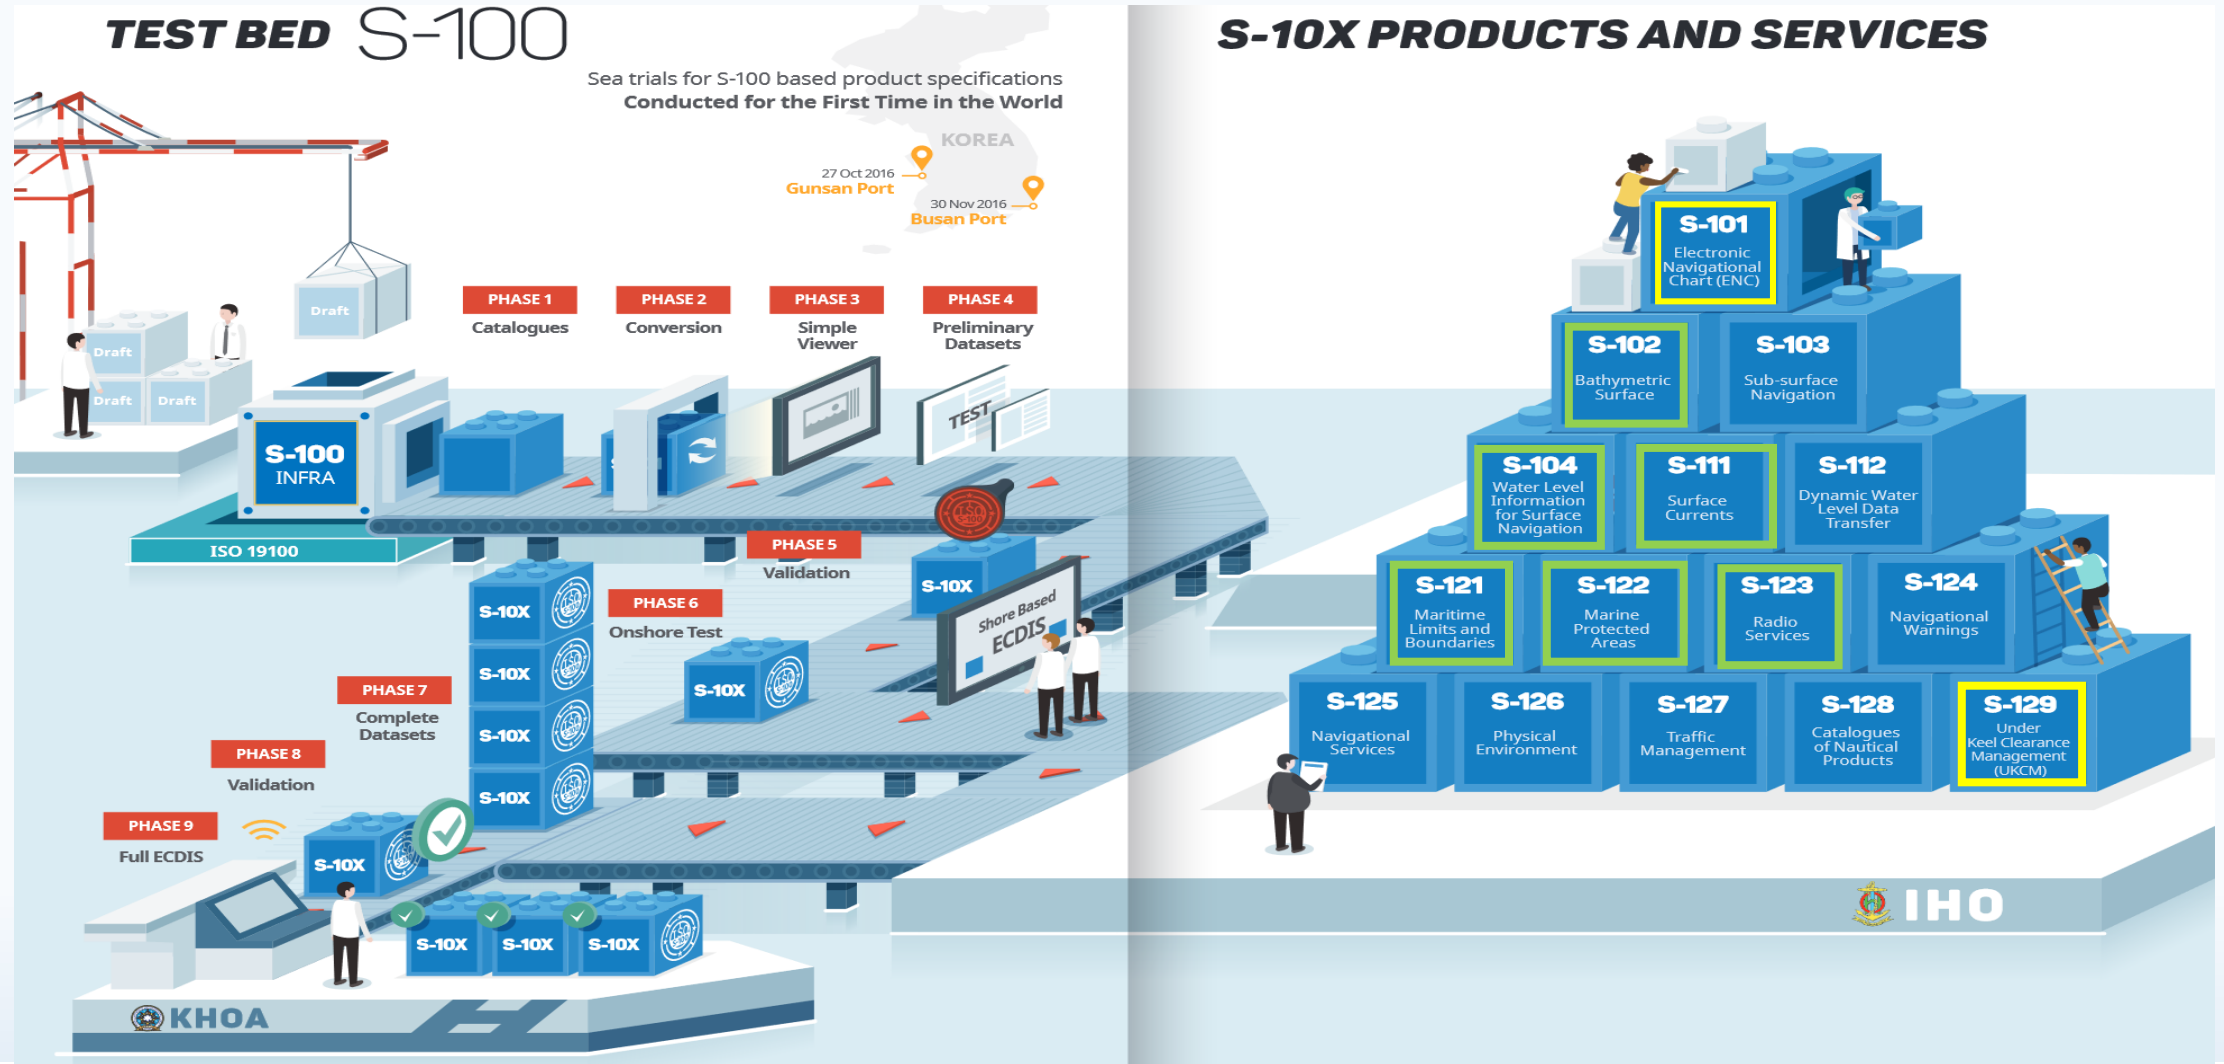 TEST BED S-100
Sea trials for S-100 based product specifications
Conducted for the First Time in the World
KOREA
27 Oct 2016
Gunsan Port
30 Nov 2016
Busan Port
Draft
Draft
Draft
Draft
PHASE 1
Catalogues
PHASE 2
Conversion
PHASE 3
Simple
Viewer
PHASE 4
Preliminary
Datasets
TEST
S-100
INFRA
ISO 19100
ISO
S-100
PHASE 5
Validation
S-10X
Shore Based
ECDIS
PHASE 6
Onshore Test
S-10X
PHASE 7
Complete
Datasets
S-10X
S-10X
S-10X
S-10X
PHASE 8
Validation
PHASE 9
Full ECDIS
S-10X
S-10X
S-10X
S-10X
KHOA
S-10X PRODUCTS AND SERVICES
S-101
Electronic
Navigational
Chart (ENC)
S-102
Bathymetric
Surface
S-103
Sub-surface
Navigation
S-104
Water Level
Information
for Surface
Navigation
S-111
Surface
Currents
S-112
Dynamic Water
Level Data
Transfer
S-121
Maritime
Limits and
Boundaries
S-122
Marine
Protected
Areas
S-123
Radio
Services
S-124
Navigational
Warnings
S-125
Navigational
Services
S-126
Physical
Environment
S-127
Traffic
Management
S-128
Catalogues
of Nautical
Products
S-129
Under
Keel Clearance
Management
(UKCM)
IHO